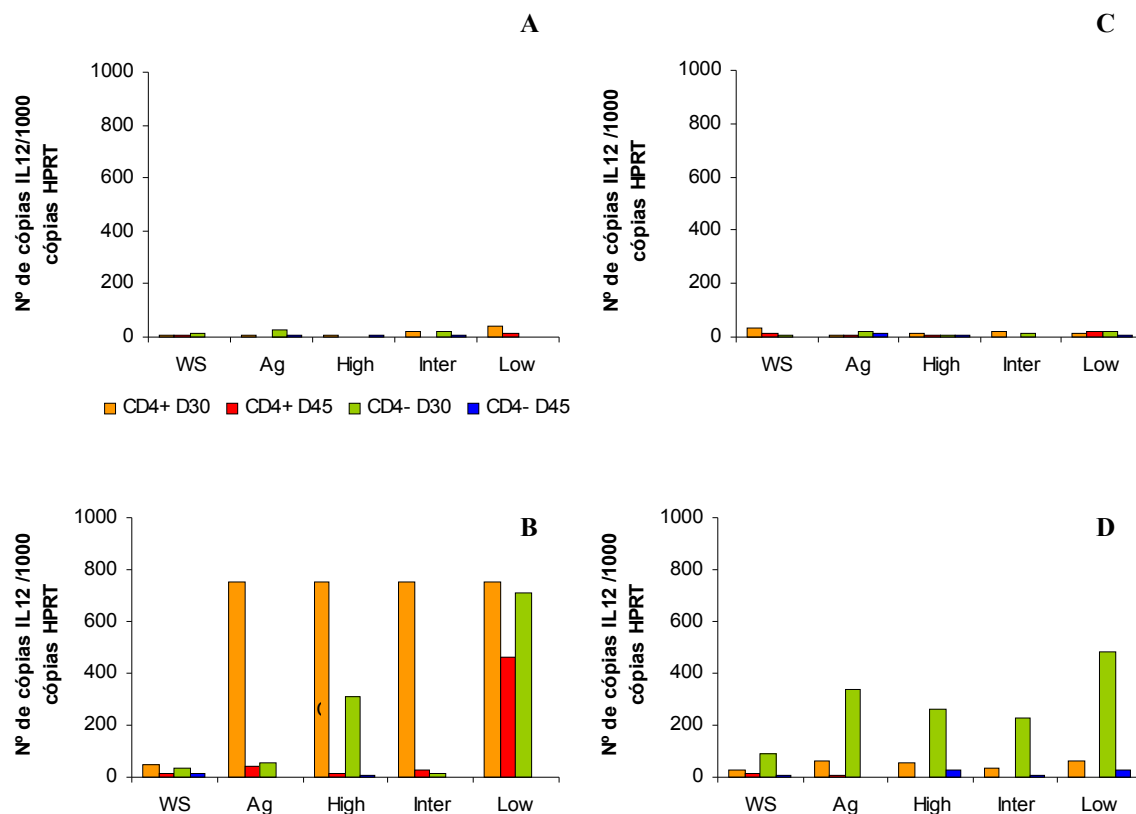 A
Nº de cópias IL12/1000
cópias HPRT
1000
800
600
400
200
0
WS Ag High Inter Low
CD4+ D30 CD4+ D45 CD4- D30 CD4- D45
C
Nº de cópias IL12 /1000
cópias HPRT
1000
800
600
400
200
0
WS Ag High Inter Low
B
Nº de cópias IL12 /1000
cópias HPRT
1000
800
600
400
200
0
(
WS Ag High Inter Low
D
Nº de cópias IL12 /1000
cópias HPRT
1000
800
600
400
200
0
WS Ag High Inter Low